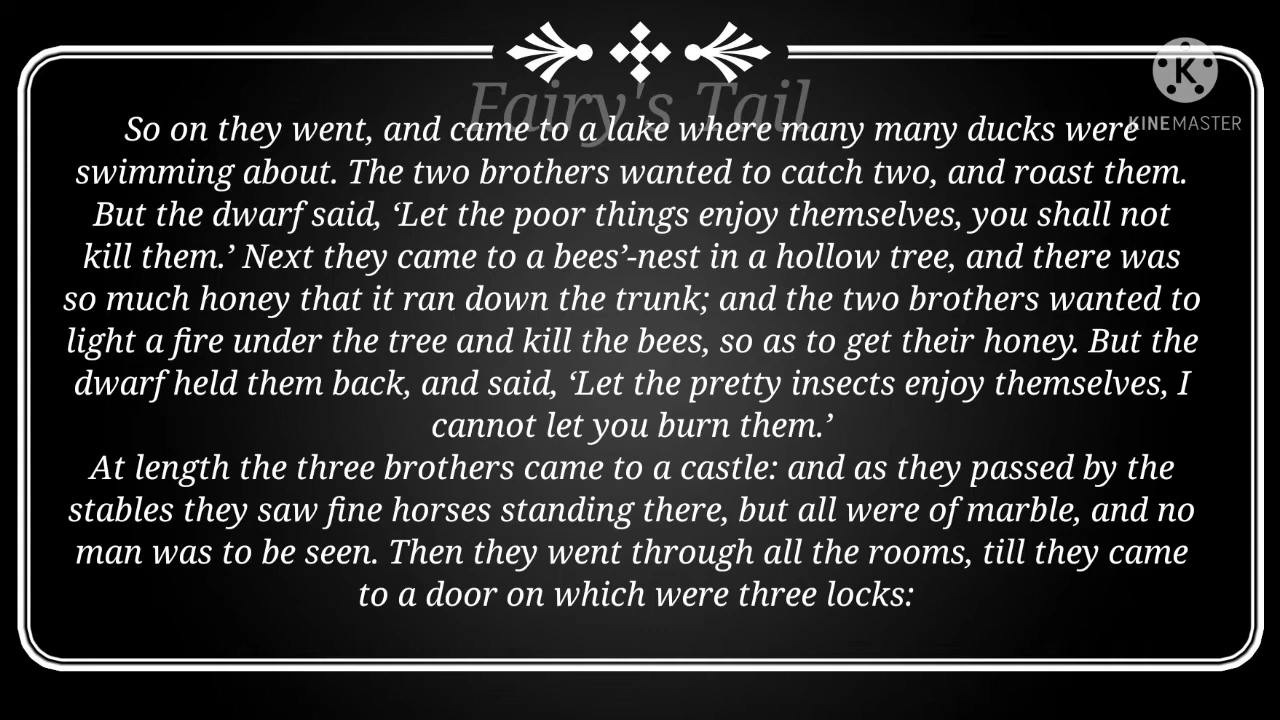 Fairy's Tail
K
KINEMASTER
So on they went, and came to a lake where many many ducks were
swimming about. The two brothers wanted to catch two, and roast them.
But the dwarf said, ‘Let the poor things enjoy themselves, you shall not
kill them.’ Next they came to a bees’-nest in a hollow tree, and there was
so much honey that it ran down the trunk; and the two brothers wanted to
light a fire under the tree and kill the bees, so as to get their honey. But the
dwarf held them back, and said, ‘Let the pretty insects enjoy themselves, I
cannot let you burn them.’
At length the three brothers came to a castle: and as they passed by the
stables they saw fine horses standing there, but all were of marble, and no
man was to be seen. Then they went through all the rooms, till they came
to a door on which were three locks: